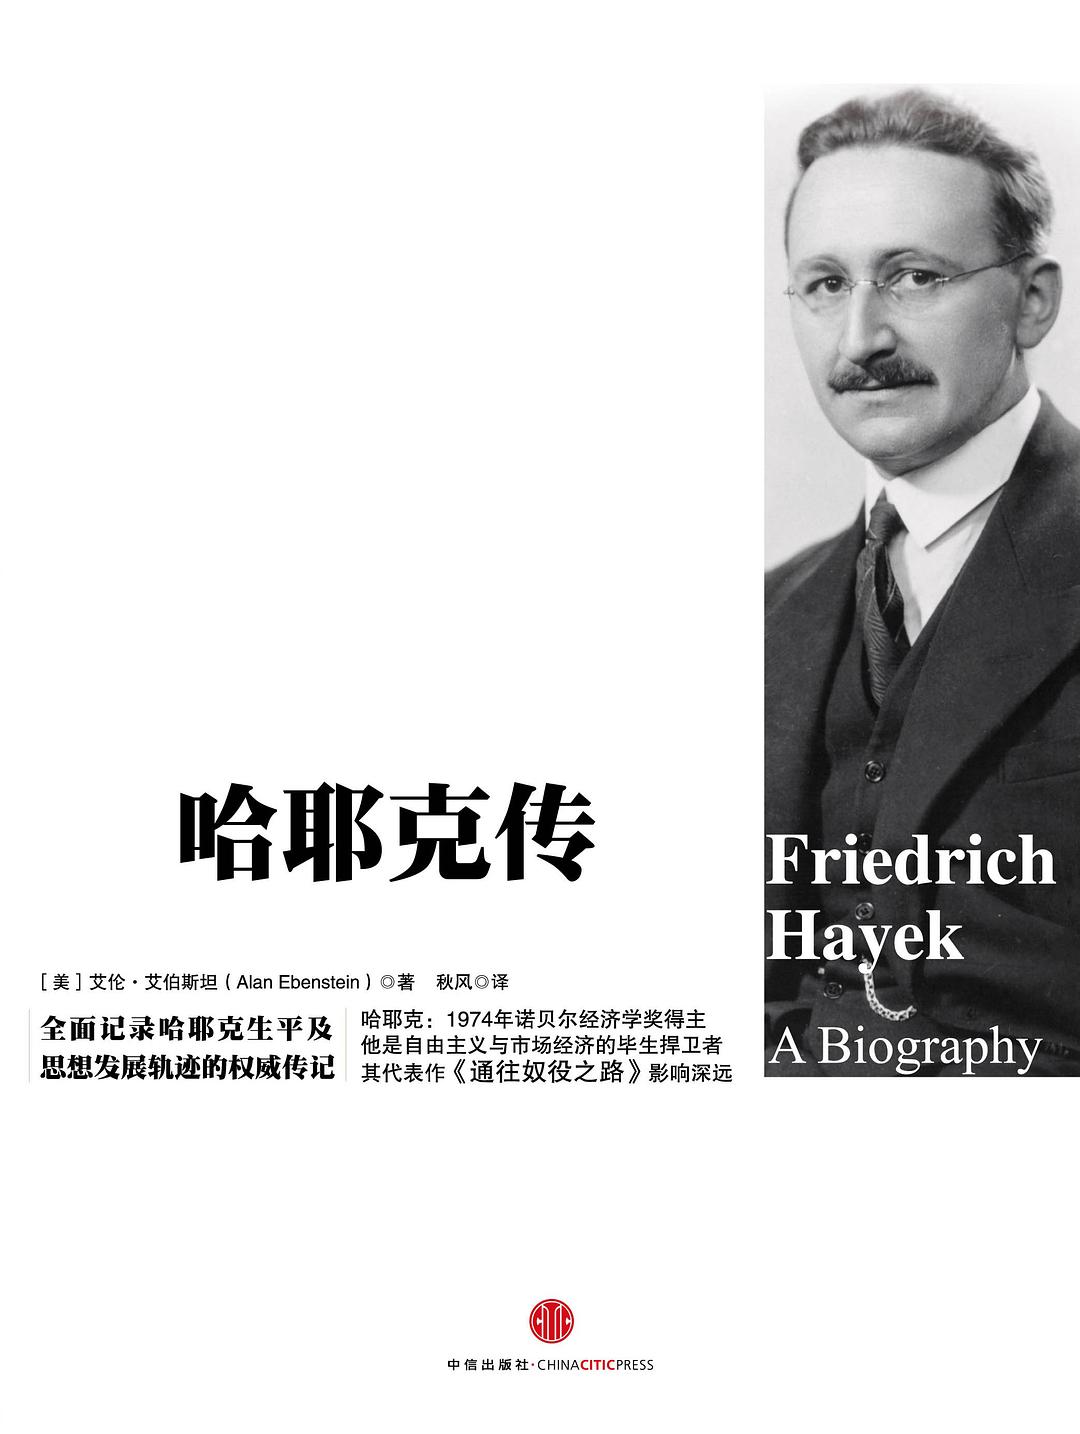 哈耶克传
Friedrich
Hayek
A Biography
[ 美 ] 艾伦·艾伯斯坦（Alan Ebenstein）◎著　秋风◎译
全面记录哈耶克生平及
思想发展轨迹的权威传记
哈耶克：1974年诺贝尔经济学奖得主
他是自由主义与市场经济的毕生捍卫者
其代表作《通往奴役之路》影响深远
中信出版社·CHINACITICPRESS